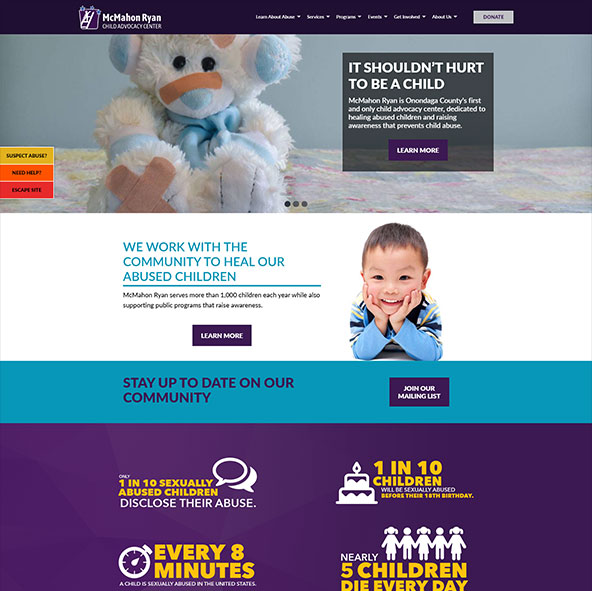 McMahon Ryan
CHILD ADVOCACY CENTER
Learn About Abuse Services Programs Events Get Involved About Us DONATE
IT SHOULDN'T HURT
TO BE A CHILD
McMahon Ryan is Onondaga County's first
and only child advocacy center, dedicated to
healing abused children and raising
awareness that prevents child abuse.
LEARN MORE
SUSPECT ABUSE?
NEED HELP?
ESCAPE SITE
WE WORK WITH THE
COMMUNITY TO HEAL OUR
ABUSED CHILDREN
McMahon Ryan serves more than 1,000 children each year while also
supporting public programs that raise awareness.
LEARN MORE
STAY UP TO DATE ON OUR
COMMUNITY
JOIN OUR
MAILING LIST
ONLY
1 IN 10 SEXUALLY
ABUSED CHILDREN
DISCLOSE THEIR ABUSE.
1 IN 10
CHILDREN
WILL BE SEXUALLY ABUSED
BEFORE THEIR 18TH BIRTHDAY.
EVERY 8
MINUTES
A CHILD IS SEXUALLY ABUSED IN THE UNITED STATES.
NEARLY
5 CHILDREN
DIE EVERY DAY